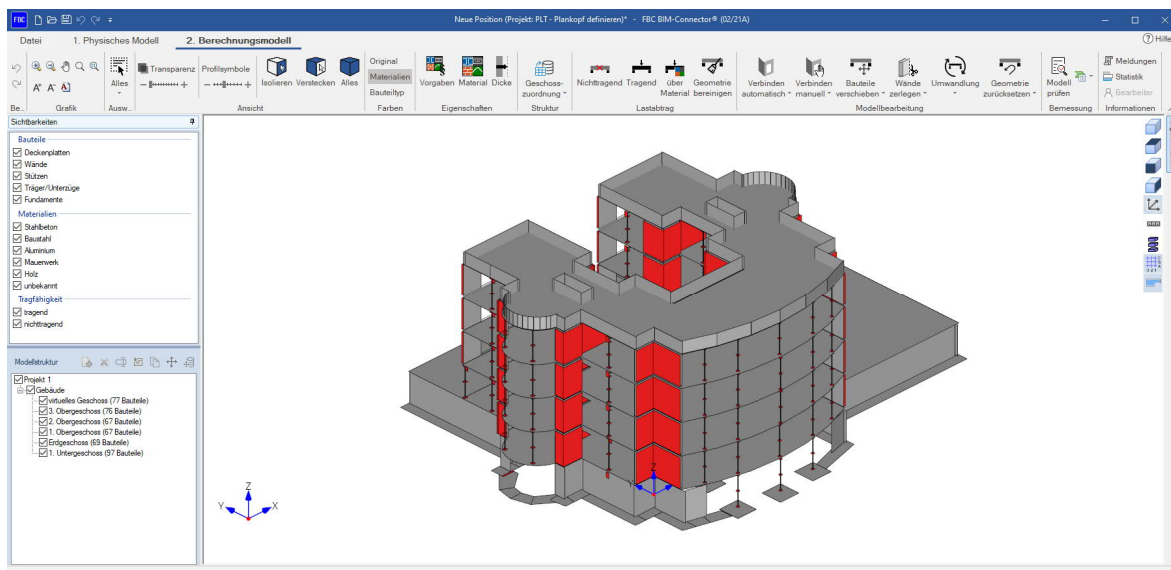 FBC
Neue Position (Projekt: PLT - Plankopf definieren)* - FBC BIM-Connector® (02/21A)
Datei 1. Physisches Modell 2. Berechnungsmodell Hilfe
Transparenz Profilsymbole
A⁺ A⁻ A
Alles
Isolieren Verstecken Alles
Original
Materialien
Bauteiltyp
Vorgaben Material Dicke
Geschoss-
zuordnung
Nichttragend Tragend über Geometrie
Material bereinigen
Verbinden Verbinden Bauteile Wände Umwandlung Geometrie
automatisch manuell verschieben zerlegen zurücksetzen
Modell
prüfen
Meldungen
Statistik
Bearbeiter
Be... Grafik Ausw... Ansicht Farben Eigenschaften Struktur Lastabtrag Modellbearbeitung Bemessung Informationen
Sichtbarkeiten
Bauteile
Deckenplatten
Wände
Stützen
Träger/Unterzüge
Fundamente
Materialien
Stahlbeton
Baustahl
Aluminium
Mauerwerk
Holz
unbekannt
Tragfähigkeit
tragend
nichttragend
Modellstruktur
Projekt 1
Gebäude
virtuelles Geschoss (77 Bauteile)
3. Obergeschoss (76 Bauteile)
2. Obergeschoss (67 Bauteile)
1. Obergeschoss (67 Bauteile)
Erdgeschoss (69 Bauteile)
1. Untergeschoss (97 Bauteile)
Z
Y X
Z
Y